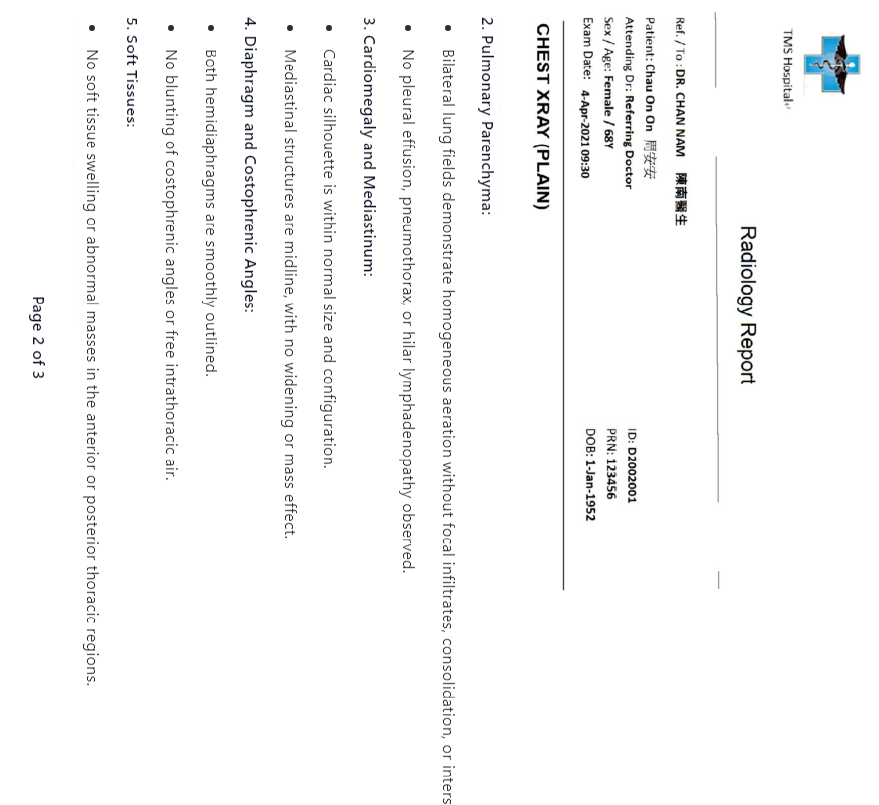 TMS Hospital
Radiology Report
Ref. / To : DR. CHAN NAM 陳南醫生
Patient: Chau On On 周安安
ID: D2002001
Attending Dr: Referring Doctor
PRN: 123456
Sex / Age: Female / 68Y
DOB: 1-Jan-1952
Exam Date: 4-Apr-2021 09:30
CHEST XRAY (PLAIN)
2. Pulmonary Parenchyma:
• Bilateral lung fields demonstrate homogeneous aeration without focal infiltrates, consolidation, or inters
• No pleural effusion, pneumothorax, or hilar lymphadenopathy observed.
3. Cardiomegaly and Mediastinum:
• Cardiac silhouette is within normal size and configuration.
• Mediastinal structures are midline, with no widening or mass effect.
4. Diaphragm and Costophrenic Angles:
• Both hemidiaphragms are smoothly outlined.
• No blunting of costophrenic angles or free intrathoracic air.
5. Soft Tissues:
• No soft tissue swelling or abnormal masses in the anterior or posterior thoracic regions.
Page 2 of 3